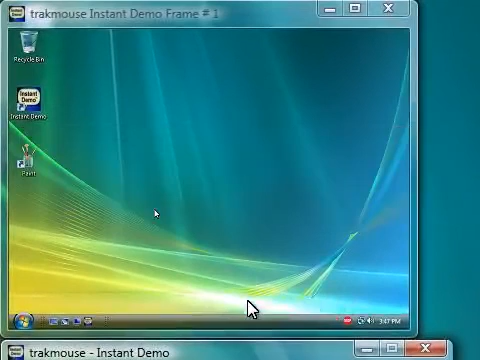 trakmouse Instant Demo Frame # 1
Recycle Bin
Instant Demo
Instant Demo
Paint
3:47 PM
trakmouse - Instant Demo